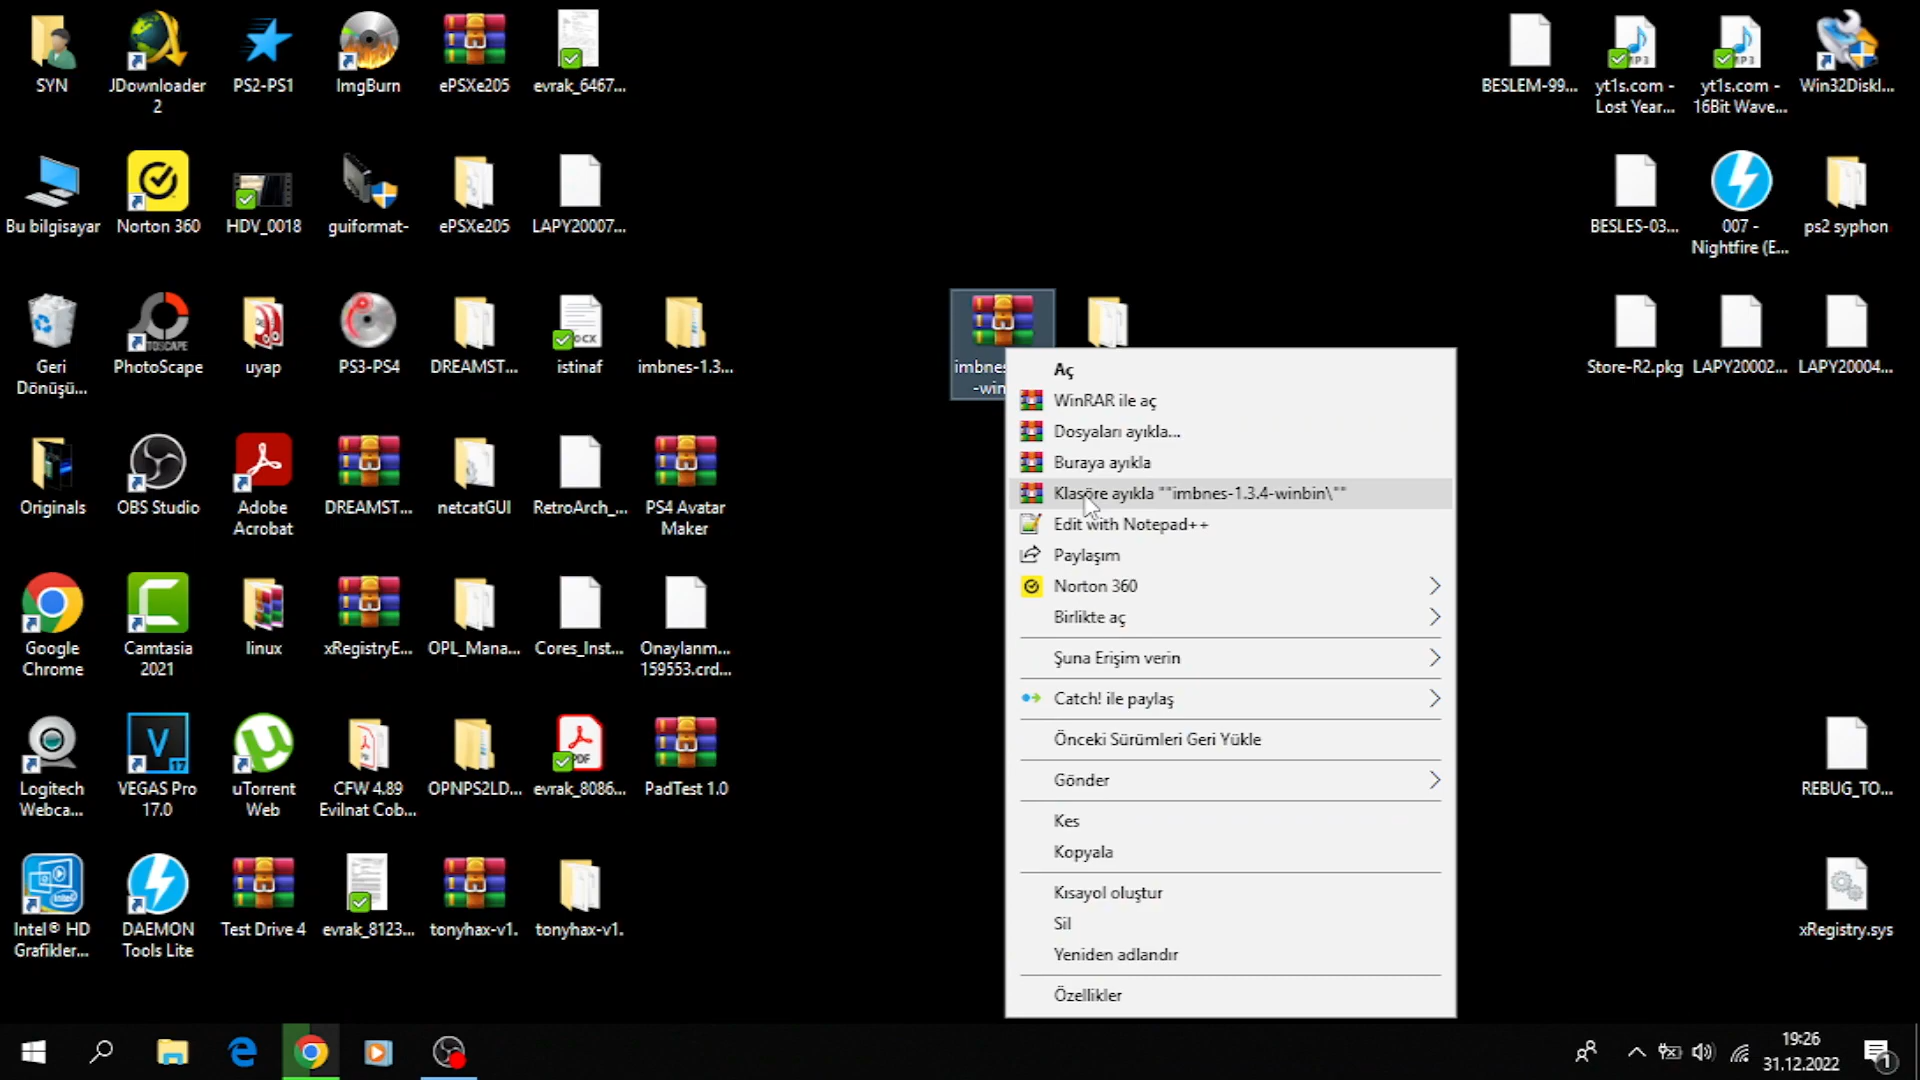 SYN
JDownloader
2
PS2-PS1
ImgBurn
ePSXe205
evrak_6467...
BESLEM-99...
yt1s.com -
Lost Year...
yt1s.com -
16Bit Wave...
Win32DiskI...
Bu bilgisayar
Norton 360
HDV_0018
guiformat-
ePSXe205
LAPY20007...
BESLES-03...
007 -
Nightfire (E...
ps2 syphon
Geri
Dönüşü...
PhotoScape
uyap
PS3-PS4
DREAMST...
istinaf
imbnes-1.3...
imbnes
-win
Store-R2.pkg
LAPY20002...
LAPY20004...
Originals
OBS Studio
Adobe
Acrobat
DREAMST...
netcatGUI
RetroArch_...
PS4 Avatar
Maker
Google
Chrome
Camtasia
2021
linux
xRegistryE...
OPL_Mana...
Cores_Inst...
Onaylanm...
159553.crd...
Logitech
Webca...
VEGAS Pro
17.0
uTorrent
Web
CFW 4.89
Evilnat Cob...
OPNPS2LD...
evrak_8086...
PadTest 1.0
REBUG_TO...
Intel® HD
Grafikler...
DAEMON
Tools Lite
Test Drive 4
evrak_8123...
tonyhax-v1.
tonyhax-v1.
xRegistry.sys
Aç
WinRAR ile aç
Dosyaları ayıkla...
Buraya ayıkla
Klasöre ayıkla ""imbnes-1.3.4-winbin\""
Edit with Notepad++
Paylaşım
Norton 360
Birlikte aç
Şuna Erişim verin
Catch! ile paylaş
Önceki Sürümleri Geri Yükle
Gönder
Kes
Kopyala
Kısayol oluştur
Sil
Yeniden adlandır
Özellikler
19:26
31.12.2022
1